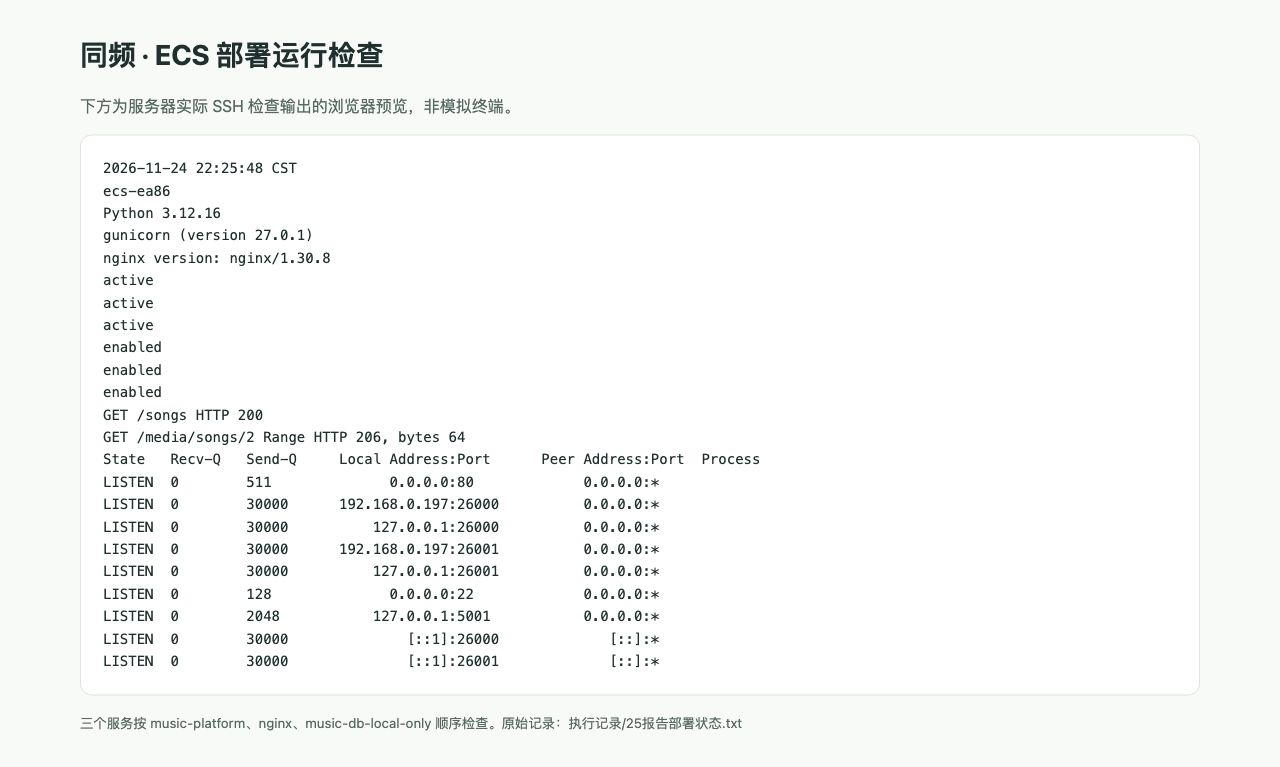 同频 · ECS 部署运行检查
下方为服务器实际 SSH 检查输出的浏览器预览，非模拟终端。
2026-11-24 22:25:48 CST
ecs-ea86
Python 3.12.16
gunicorn (version 27.0.1)
nginx version: nginx/1.30.8
active
active
active
enabled
enabled
enabled
GET /songs HTTP 200
GET /media/songs/2 Range HTTP 206, bytes 64
State   Recv-Q   Send-Q     Local Address:Port      Peer Address:Port  Process
LISTEN  0        511              0.0.0.0:80             0.0.0.0:*
LISTEN  0        30000      192.168.0.197:26000          0.0.0.0:*
LISTEN  0        30000          127.0.0.1:26000          0.0.0.0:*
LISTEN  0        30000      192.168.0.197:26001          0.0.0.0:*
LISTEN  0        30000          127.0.0.1:26001          0.0.0.0:*
LISTEN  0        128              0.0.0.0:22             0.0.0.0:*
LISTEN  0        2048           127.0.0.1:5001           0.0.0.0:*
LISTEN  0        30000              [::1]:26000             [::]:*
LISTEN  0        30000              [::1]:26001             [::]:*
三个服务按 music-platform、nginx、music-db-local-only 顺序检查。原始记录：执行记录/25报告部署状态.txt